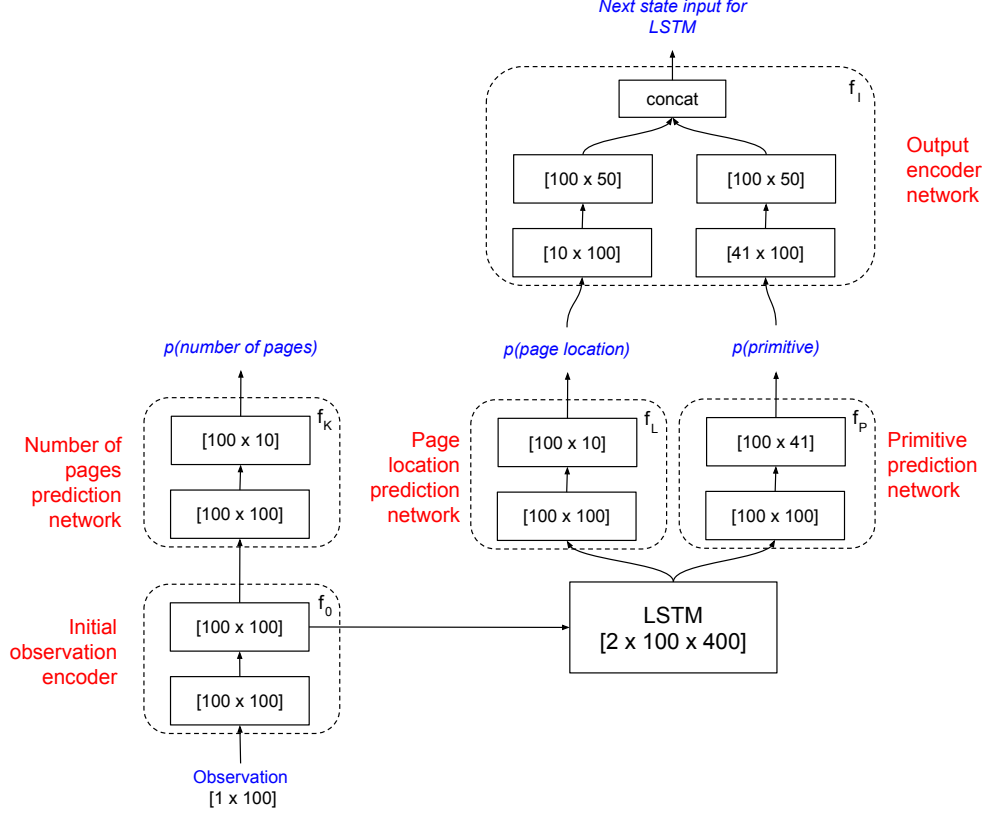 Next state input for
LSTM
f_I
concat
Output
encoder
network
[100 x 50]
[100 x 50]
[10 x 100]
[41 x 100]
p(number of pages)
p(page location)
p(primitive)
f_K
f_L
f_P
Number of
pages
prediction
network
[100 x 10]
[100 x 100]
Page
location
prediction
network
[100 x 10]
[100 x 100]
[100 x 41]
[100 x 100]
Primitive
prediction
network
Initial
observation
encoder
f_0
[100 x 100]
[100 x 100]
LSTM
[2 x 100 x 400]
Observation
[1 x 100]